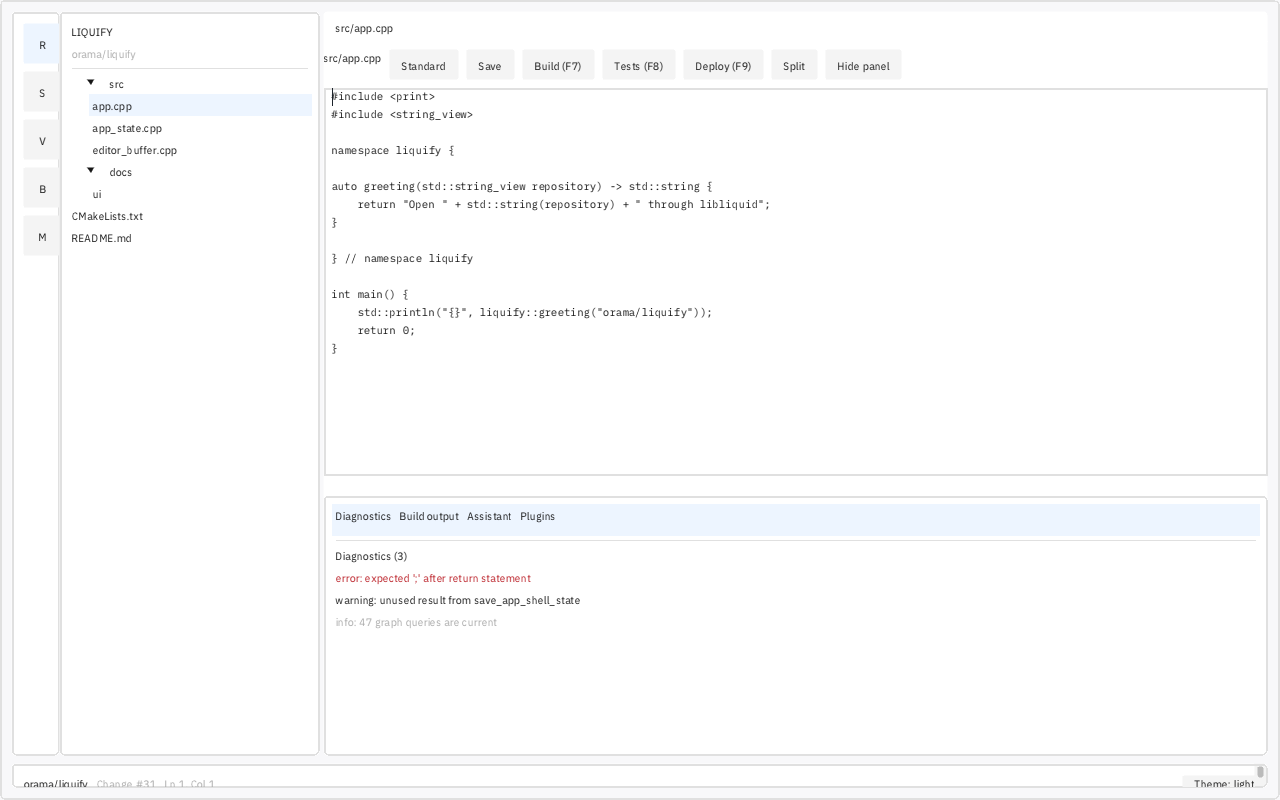 R
S
V
B
M
LIQUIFY
orama/liquify
src
app.cpp
app_state.cpp
editor_buffer.cpp
docs
ui
CMakeLists.txt
README.md
src/app.cpp
src/app.cpp Standard Save Build (F7) Tests (F8) Deploy (F9) Split Hide panel
#include <print>
#include <string_view>
namespace liquify {
auto greeting(std::string_view repository) -> std::string {
    return "Open " + std::string(repository) + " through libliquid";
}
} // namespace liquify
int main() {
    std::println("{}", liquify::greeting("orama/liquify"));
    return 0;
}
Diagnostics Build output Assistant Plugins
Diagnostics (3)
error: expected ';' after return statement
warning: unused result from save_app_shell_state
info: 47 graph queries are current
orama/liquify Change #31 Ln 1, Col 1 Theme: light